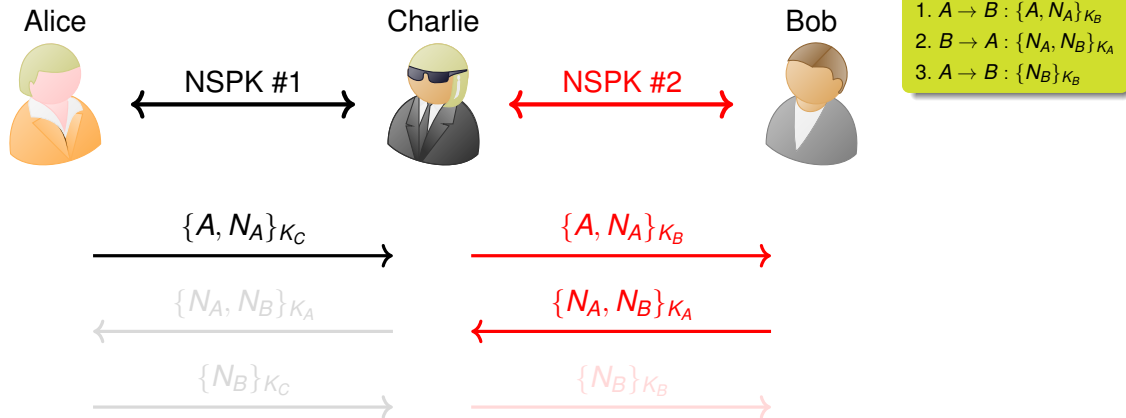 Alice Charlie Bob
1. A → B : {A, N_A}_{K_B}
2. B → A : {N_A, N_B}_{K_A}
3. A → B : {N_B}_{K_B}
NSPK #1 NSPK #2
{A, N_A}_{K_C} {A, N_A}_{K_B}
{N_A, N_B}_{K_A} {N_A, N_B}_{K_A}
{N_B}_{K_C} {N_B}_{K_B}